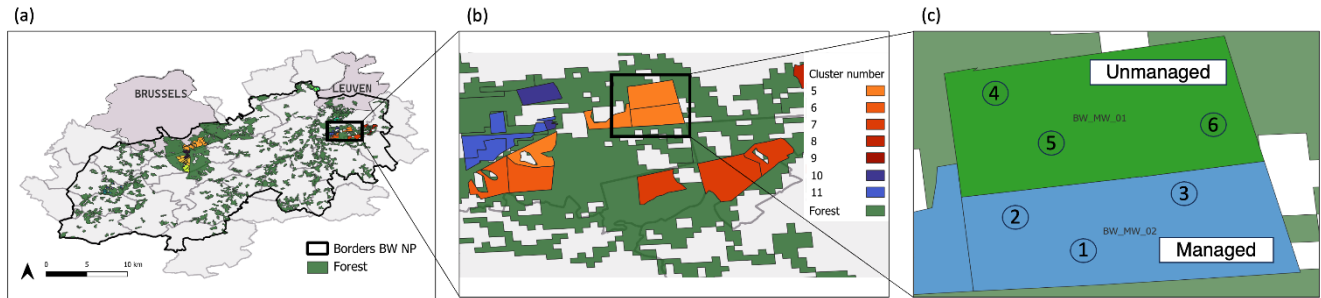 (a)
BRUSSELS
LEUVEN
Borders BW NP
Forest
0 5 10 km
(b)
Cluster number
5
6
7
8
9
10
11
Forest
(c)
Unmanaged
4
BW_MW_01
6
5
3
2
BW_MW_02
1
Managed